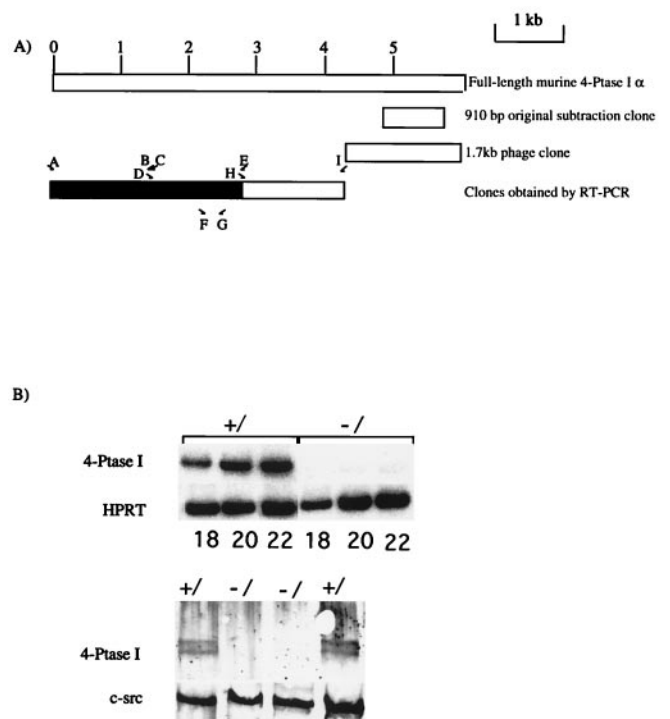 1 kb
A)
0 1 2 3 4 5
Full-length murine 4-Ptase I α
910 bp original subtraction clone
1.7kb phage clone
A B C E I
D H
Clones obtained by RT-PCR
F G
B)
+/ -/
4-Ptase I
HPRT
18 20 22 18 20 22
+/ -/ -/ +/
4-Ptase I
c-src